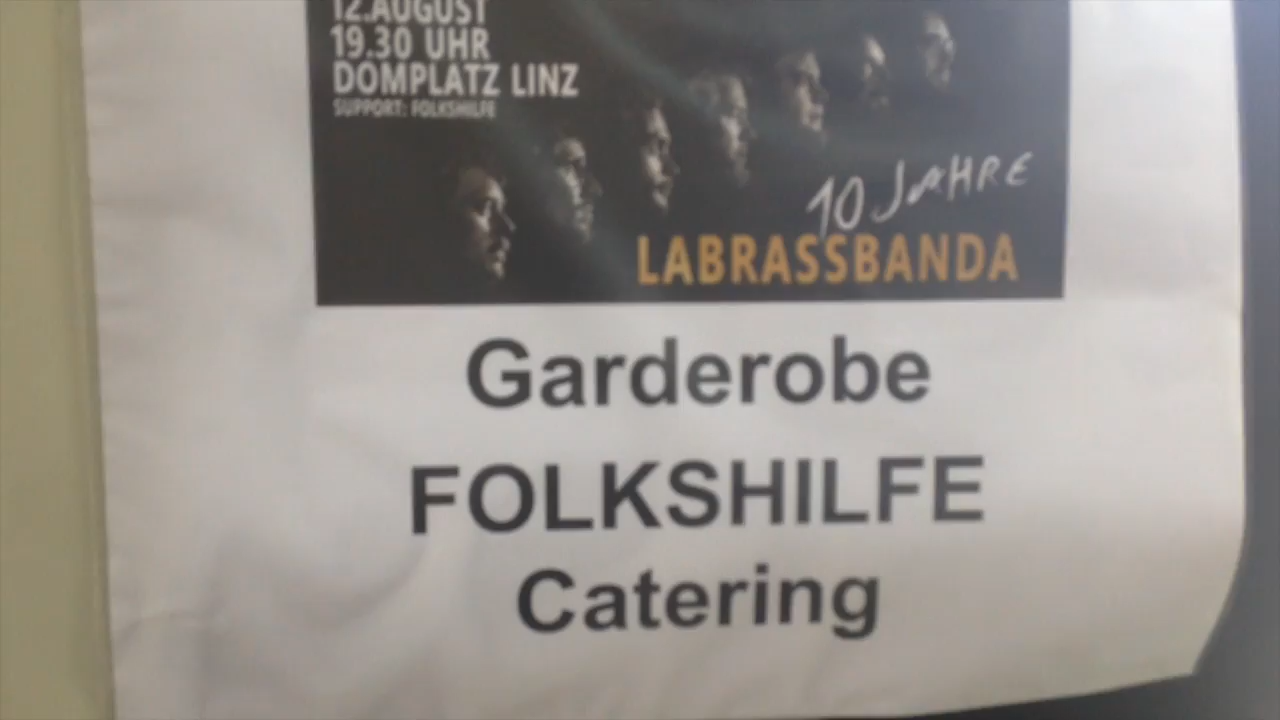 12.AUGUST
19.30 UHR
DOMPLATZ LINZ
SUPPORT: FOLKSHILFE
10 JAHRE
LABRASSBANDA
Garderobe
FOLKSHILFE
Catering